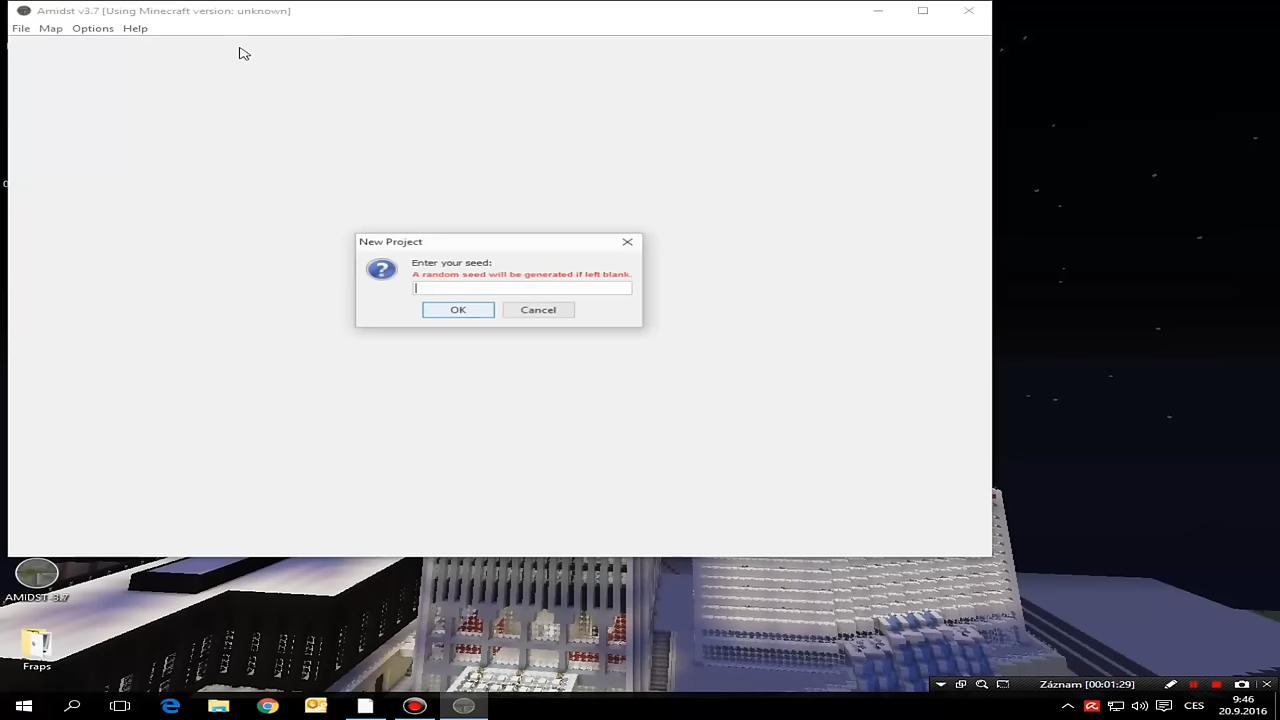 Amidst v3.7 [Using Minecraft version: unknown]
File Map Options Help
New Project
Enter your seed:
A random seed will be generated if left blank.
OK Cancel
AMIDST-3.7
Fraps
Záznam [00:01:29]
CES
9:46
20.9.2016